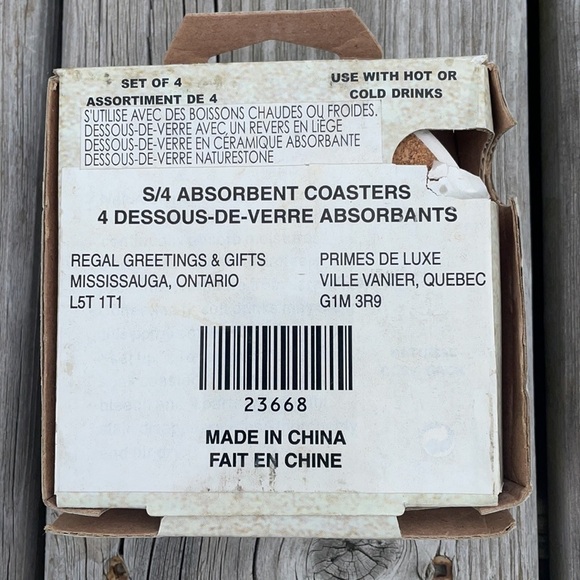 SET OF 4
ASSORTIMENT DE 4
USE WITH HOT OR
COLD DRINKS
S'UTILISE AVEC DES BOISSONS CHAUDES OU FROIDES.
DESSOUS-DE-VERRE AVEC UN REVERS EN LIEGE
DESSOUS-DE-VERRE EN CÉRAMIQUE ABSORBANTE
DESSOUS-DE-VERRE NATURESTONE
S/4 ABSORBENT COASTERS
4 DESSOUS-DE-VERRE ABSORBANTS
REGAL GREETINGS & GIFTS
MISSISSAUGA, ONTARIO
L5T 1T1
PRIMES DE LUXE
VILLE VANIER, QUEBEC
G1M 3R9
23668
MADE IN CHINA
FAIT EN CHINE